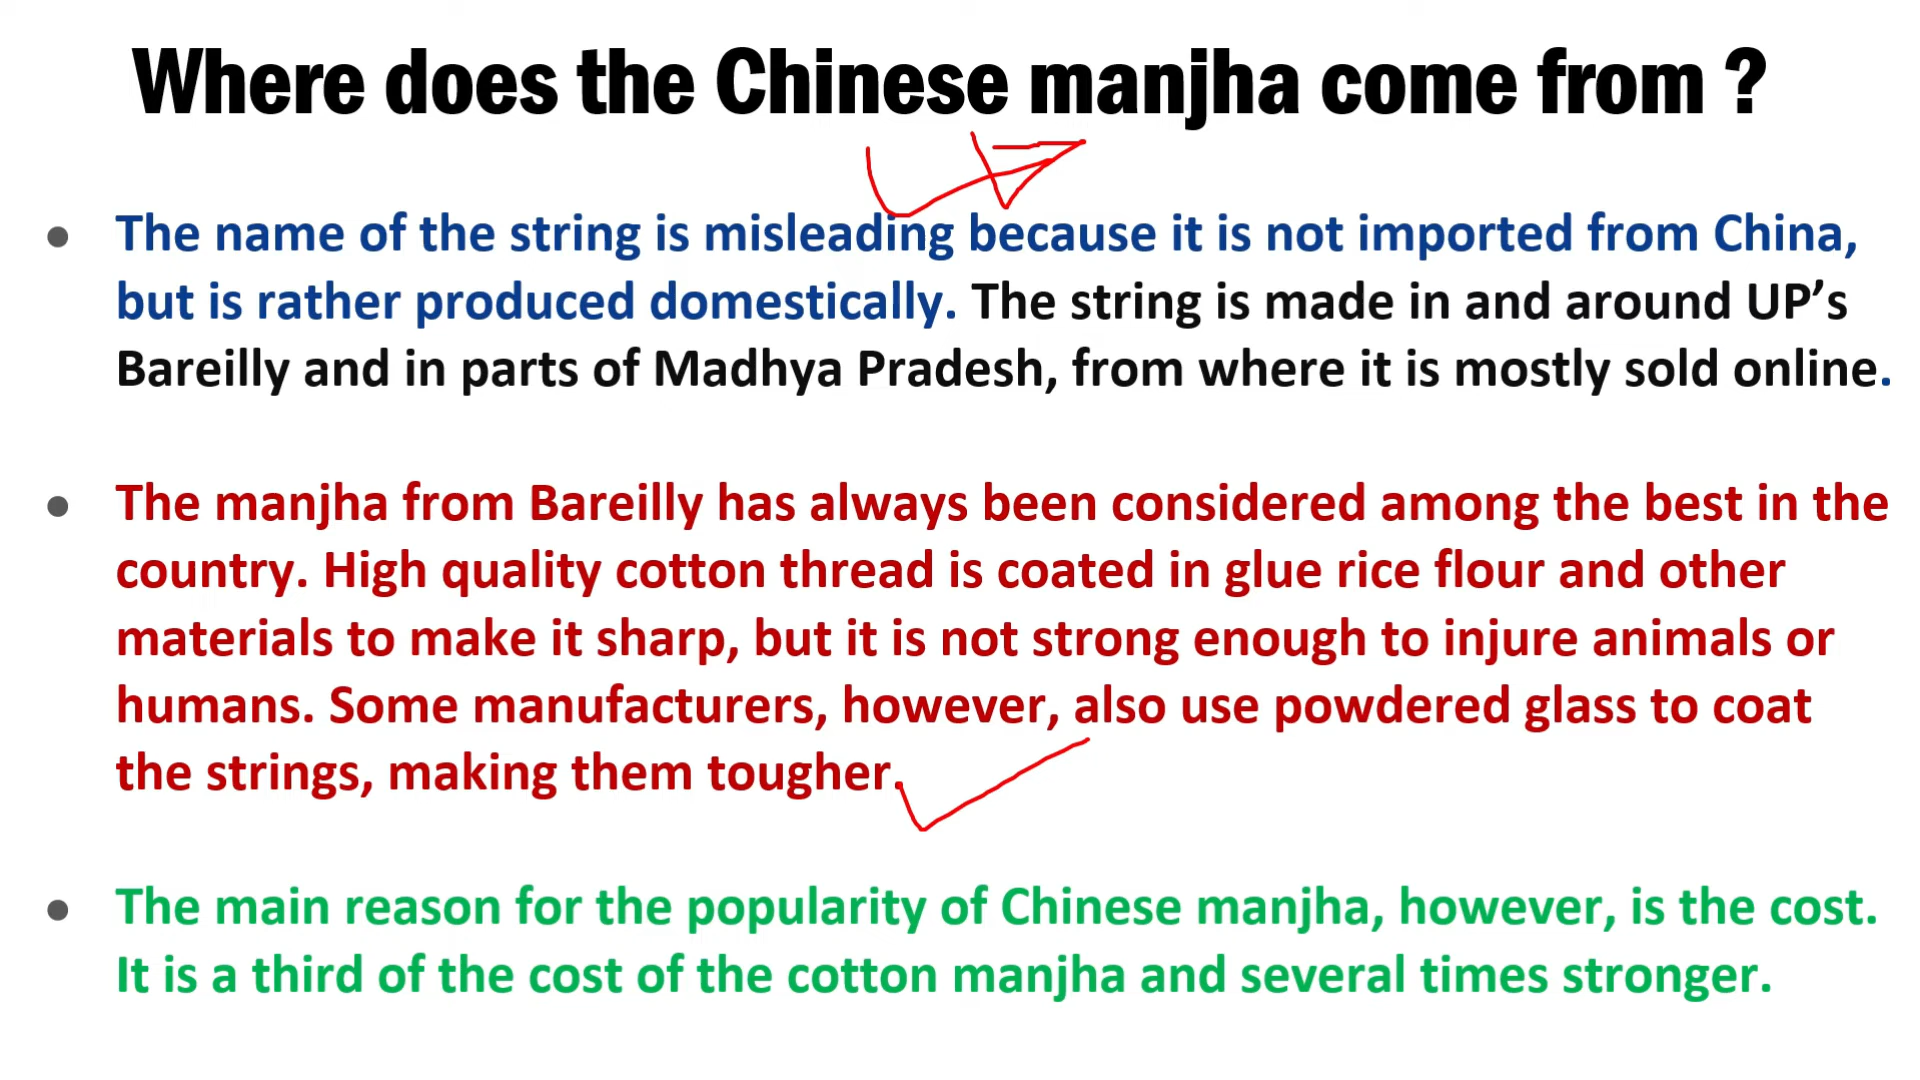 Where does the Chinese manjha come from ?
• The name of the string is misleading because it is not imported from China,
but is rather produced domestically. The string is made in and around UP’s
Bareilly and in parts of Madhya Pradesh, from where it is mostly sold online.
• The manjha from Bareilly has always been considered among the best in the
country. High quality cotton thread is coated in glue rice flour and other
materials to make it sharp, but it is not strong enough to injure animals or
humans. Some manufacturers, however, also use powdered glass to coat
the strings, making them tougher.
• The main reason for the popularity of Chinese manjha, however, is the cost.
It is a third of the cost of the cotton manjha and several times stronger.